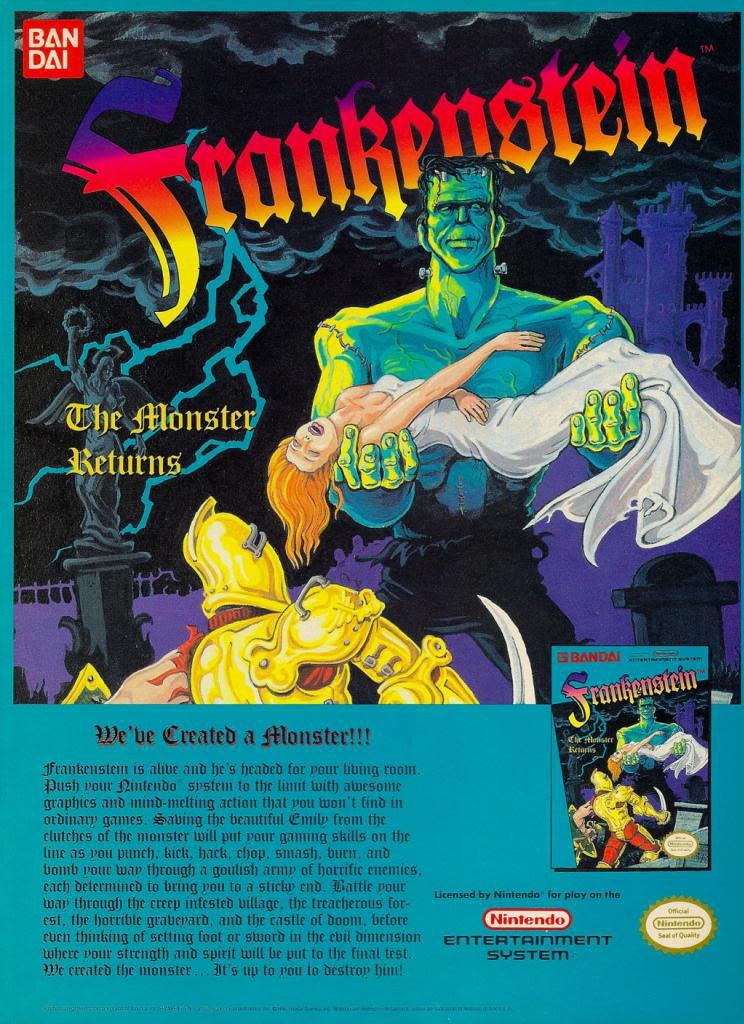 BAN
DAI
Frankenstein™
The Monster
Returns
We've Created a Monster!!!
Frankenstein is alive and he's headed for your living room.
Push your Nintendo® system to the limit with awesome
graphics and mind-melting action that you won't find in
ordinary games. Saving the beautiful Emily from the
clutches of the monster will put your gaming skills on the
line as you punch, kick, hack, chop, smash, burn, and
bomb your way through a goulish army of horrific enemies,
each determined to bring you to a sticky end. Battle your
way through the creep infested village, the treacherous for-
est, the horrible graveyard, and the castle of doom, before
even thinking of setting foot or sword in the evil dimension
where your strength and spirit will be put to the final test.
We created the monster... It's up to you to destroy him!
BANDAI
ENTERTAINMENT SYSTEM
Frankenstein™
The Monster
Returns
Licensed by Nintendo® for play on the
Nintendo
ENTERTAINMENT
SYSTEM
Official
Nintendo
Seal of Quality